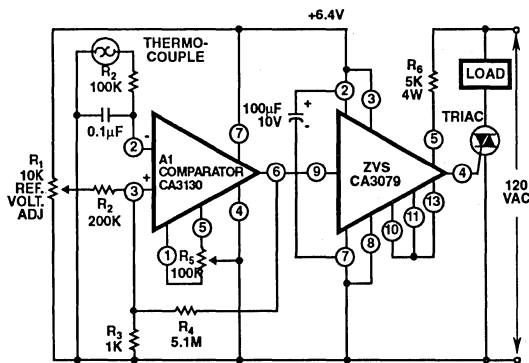 +6.4V
THERMO-
COUPLE
R2
100K
0.1μF
2
-
7
100μF
10V
+
-
2
3
R6
5K
4W
LOAD
TRIAC
5
R1
10K
REF.
VOLT.
ADJ
R2
200K
3
+
A1
COMPARATOR
CA3130
6
9
ZVS
CA3079
4
120
VAC
1
5
4
R5
100K
7
8
10
11
13
R3
1K
R4
5.1M